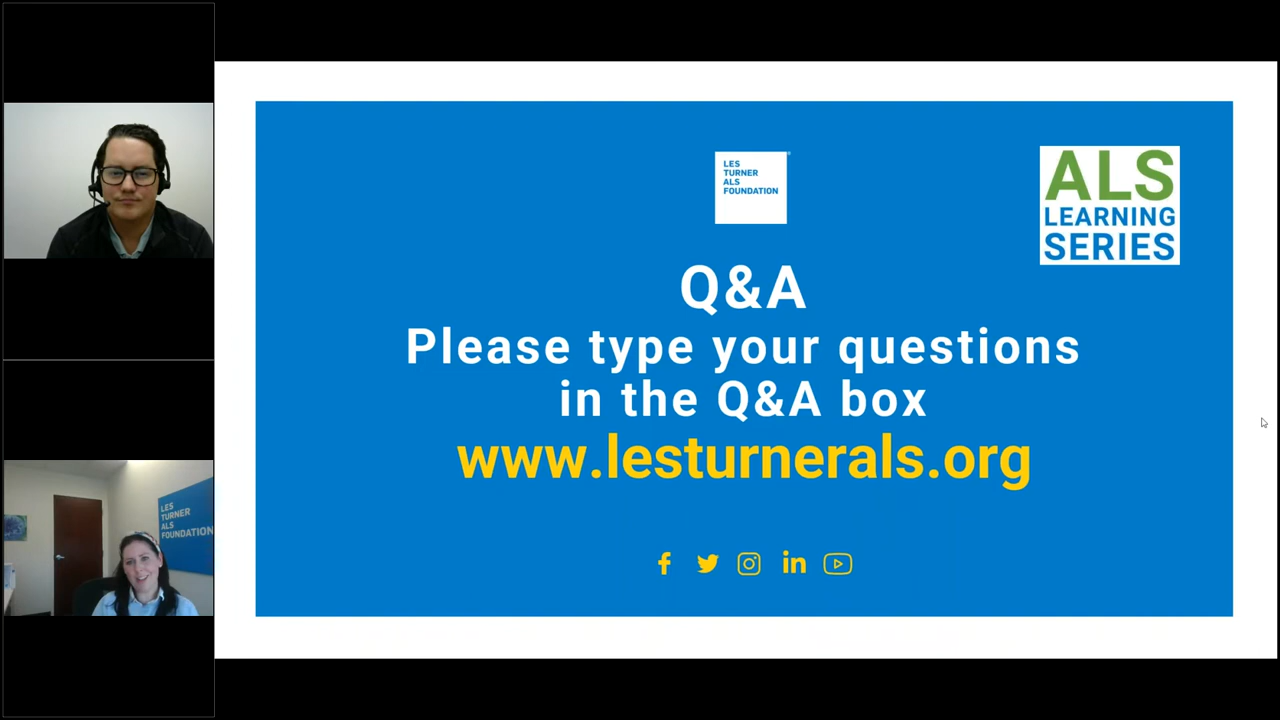 LES
TURNER
ALS
FOUNDATION
ALS
LEARNING
SERIES
Q&A
Please type your questions
in the Q&A box
www.lesturnerals.org
LES
TURNER
ALS
FOUNDATION